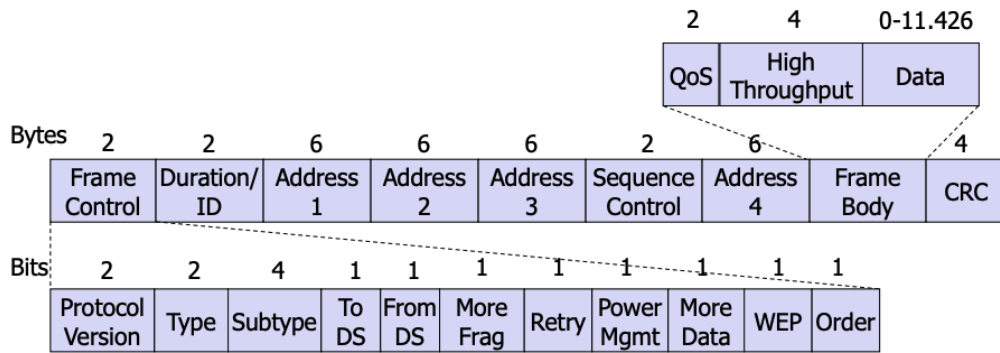 2 4 0-11.426
QoS High Throughput Data
Bytes 2 2 6 6 6 2 6 4
Frame Control Duration/ ID Address 1 Address 2 Address 3 Sequence Control Address 4 Frame Body CRC
Bits 2 2 4 1 1 1 1 1 1 1 1
Protocol Version Type Subtype To DS From DS More Frag Retry Power Mgmt More Data WEP Order